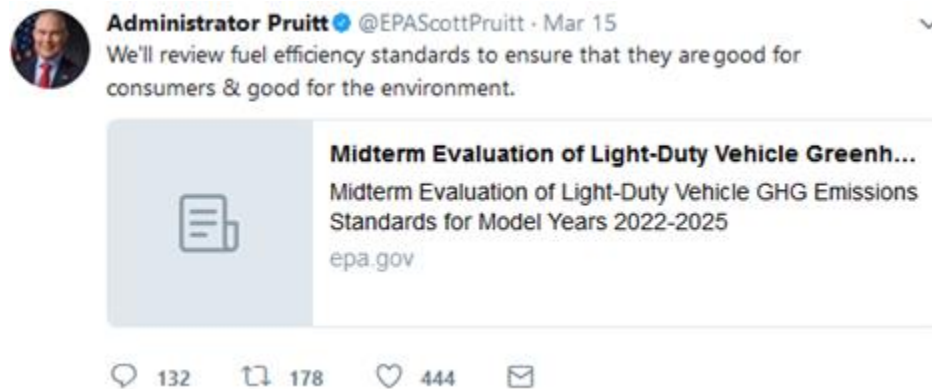 Administrator Pruitt @EPAScottPruitt · Mar 15
We'll review fuel efficiency standards to ensure that they are good for
consumers & good for the environment.
Midterm Evaluation of Light-Duty Vehicle Greenh...
Midterm Evaluation of Light-Duty Vehicle GHG Emissions
Standards for Model Years 2022-2025
epa.gov
132 178 444